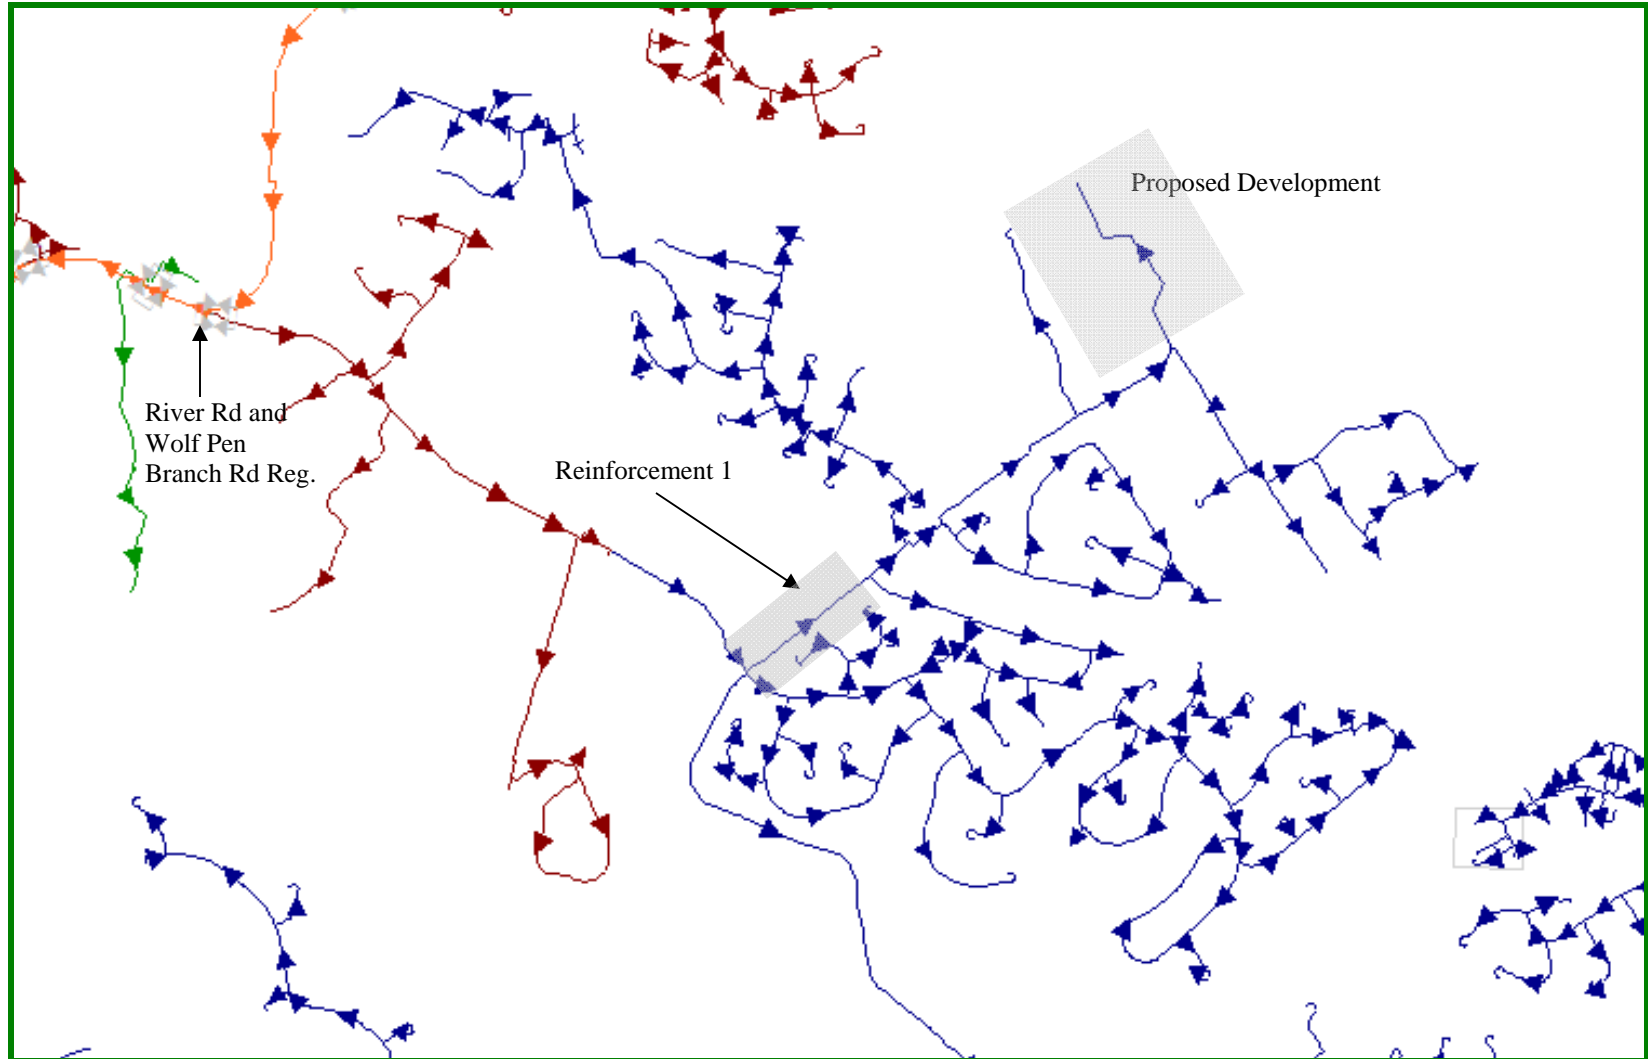 Proposed Development
River Rd and
Wolf Pen
Branch Rd Reg.
Reinforcement 1